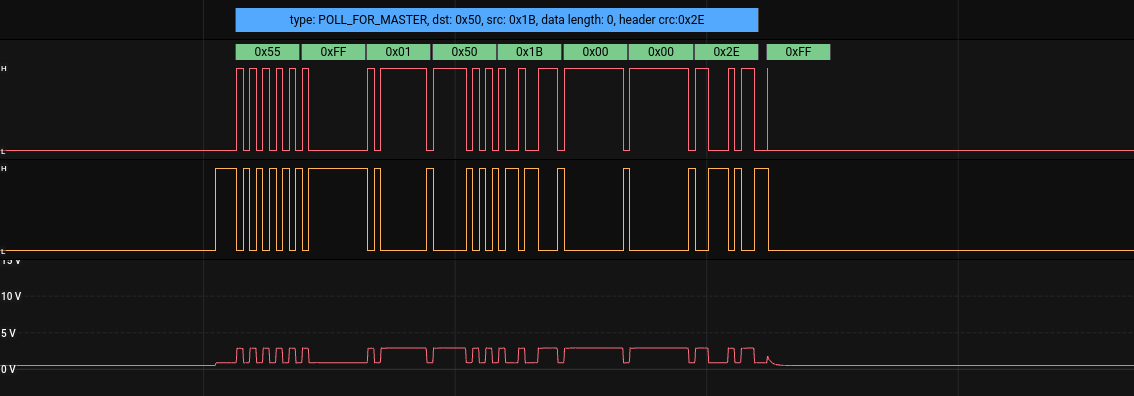 type: POLL_FOR_MASTER, dst: 0x50, src: 0x1B, data length: 0, header crc:0x2E
0x55 0xFF 0x01 0x50 0x1B 0x00 0x00 0x2E 0xFF
H
L
H
L
15 V
10 V
5 V
0 V